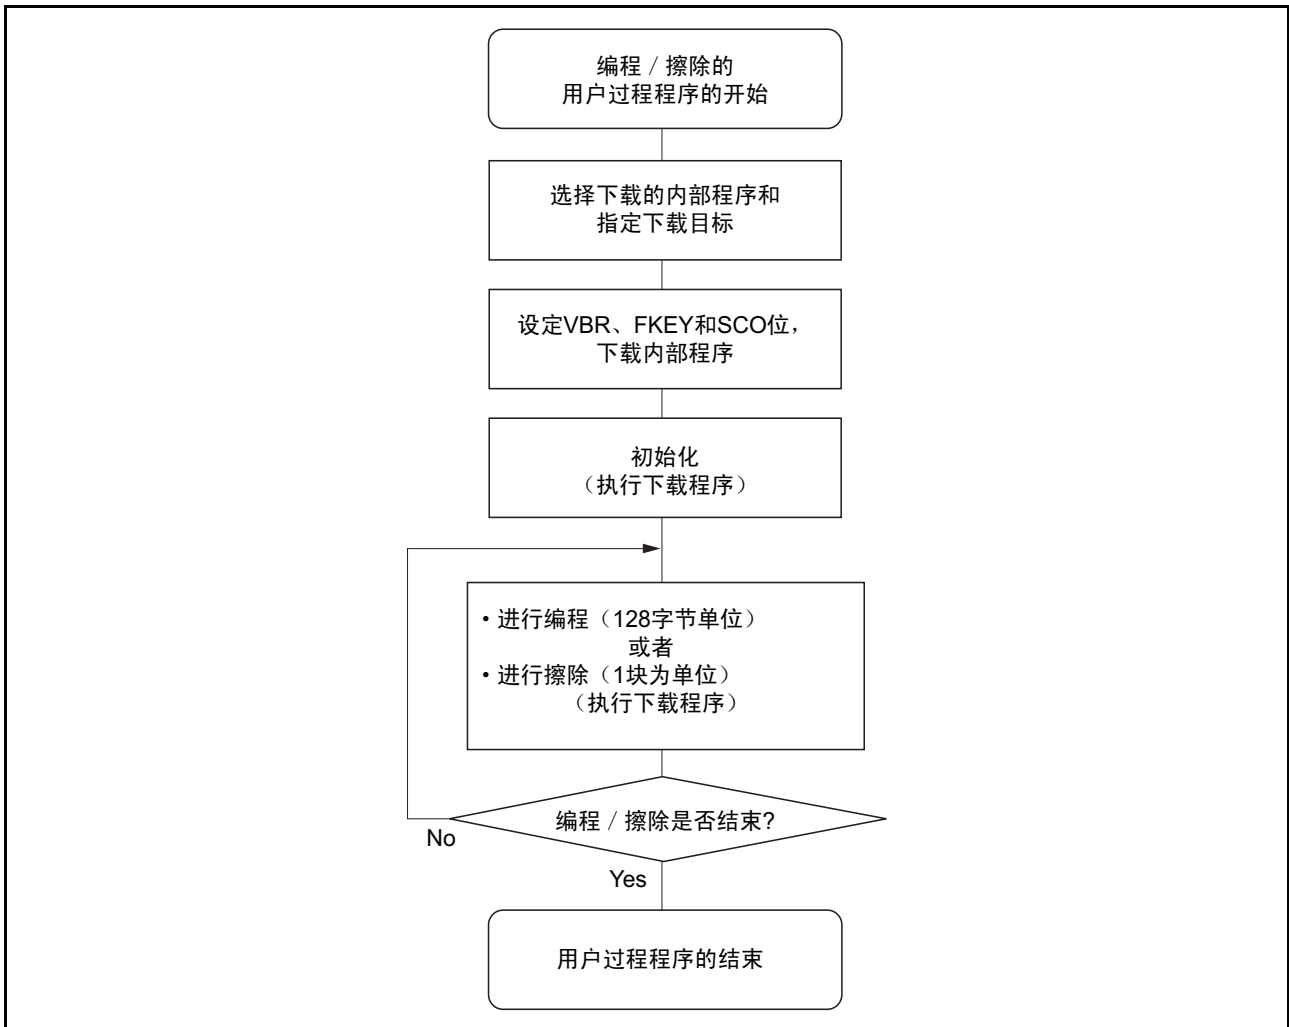 编程／擦除的
用户过程程序的开始
选择下载的内部程序和
指定下载目标
设定VBR、FKEY和SCO位，
下载内部程序
初始化
（执行下载程序）
・进行编程（128字节单位）
或者
・进行擦除（1块为单位）
（执行下载程序）
编程／擦除是否结束?
No
Yes
用户过程程序的结束